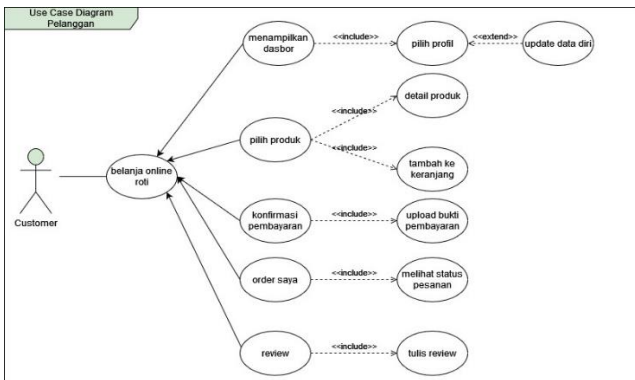 Use Case Diagram
Pelanggan
menampilkan
dasbor
<<include>>
pilih profil
<<extend>>
update data diri
detail produk
<<include>>
pilih produk
<<include>>
tambah ke
keranjang
belanja online
roti
Customer
konfirmasi
pembayaran
<<include>>
upload bukti
pembayaran
order saya
<<include>>
melihat status
pesanan
review
<<include>>
tulis review